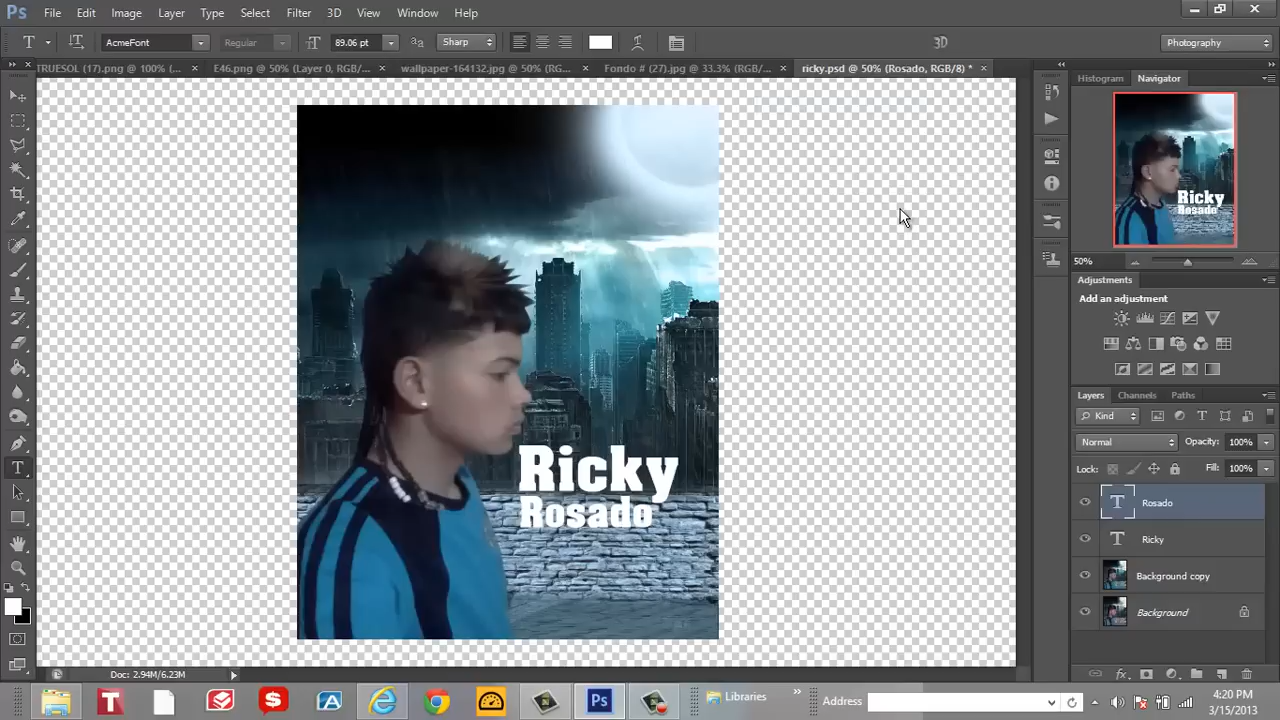 Ps File Edit Image Layer Type Select Filter 3D View Window Help
T AcmeFont Regular 89.06 pt Sharp 3D Photography
TRUESOL (17).png @ 100% ( ... × E46.png @ 50% (Layer 0, RGB/... × wallpaper-164132.jpg @ 50% (RG... × Fondo # (27).jpg @ 33.3% (RGB/... × ricky.psd @ 50% (Rosado, RGB/8) * ×
Histogram Navigator
Ricky
Rosado
50%
Adjustments
Add an adjustment
Layers Channels Paths
Kind
Normal Opacity: 100%
Lock: Fill: 100%
Rosado
Ricky
Background copy
Background
Ricky
Rosado
50% Doc: 2.94M/6.23M
Libraries » Address
4:20 PM
3/15/2013